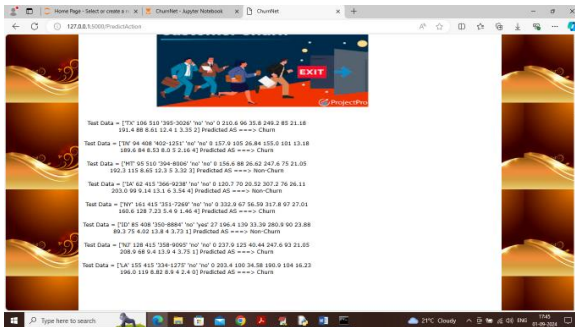 Home Page - Select or create a n
ChurnNet - Jupyter Notebook
ChurnNet
127.0.0.1:5000/PredictAction
Customer Churn
EXIT
ProjectPro
Test Data = ['TX' 106 510 '395-3026' 'no' 'no' 0 210.6 96 35.8 249.2 85 21.18
191.4 88 8.61 12.4 1 3.35 2] Predicted AS ===> Churn
Test Data = ['IN' 94 408 '402-1251' 'no' 'no' 0 157.9 105 26.84 155.0 101 13.18
189.6 84 8.53 8.0 5 2.16 4] Predicted AS ===> Churn
Test Data = ['MT' 95 510 '394-8006' 'no' 'no' 0 156.6 88 26.62 247.6 75 21.05
192.3 115 8.65 12.3 5 3.32 3] Predicted AS ===> Non-Churn
Test Data = ['IA' 62 415 '366-9238' 'no' 'no' 0 120.7 70 20.52 307.2 76 26.11
203.0 99 9.14 13.1 6 3.54 4] Predicted AS ===> Non-Churn
Test Data = ['NY' 161 415 '351-7269' 'no' 'no' 0 332.9 67 56.59 317.8 97 27.01
160.6 128 7.23 5.4 9 1.46 4] Predicted AS ===> Churn
Test Data = ['ID' 85 408 '350-8884' 'no' 'yes' 27 196.4 139 33.39 280.9 90 23.88
89.3 75 4.02 13.8 4 3.73 1] Predicted AS ===> Non-Churn
Test Data = ['NJ' 128 415 '358-9095' 'no' 'no' 0 237.9 125 40.44 247.6 93 21.05
208.9 68 9.4 13.9 4 3.75 1] Predicted AS ===> Churn
Test Data = ['LA' 155 415 '334-1275' 'no' 'no' 0 203.4 100 34.58 190.9 104 16.23
196.0 119 8.82 8.9 4 2.4 0] Predicted AS ===> Churn
Type here to search
21°C Cloudy
ENG
1745
01-09-2024